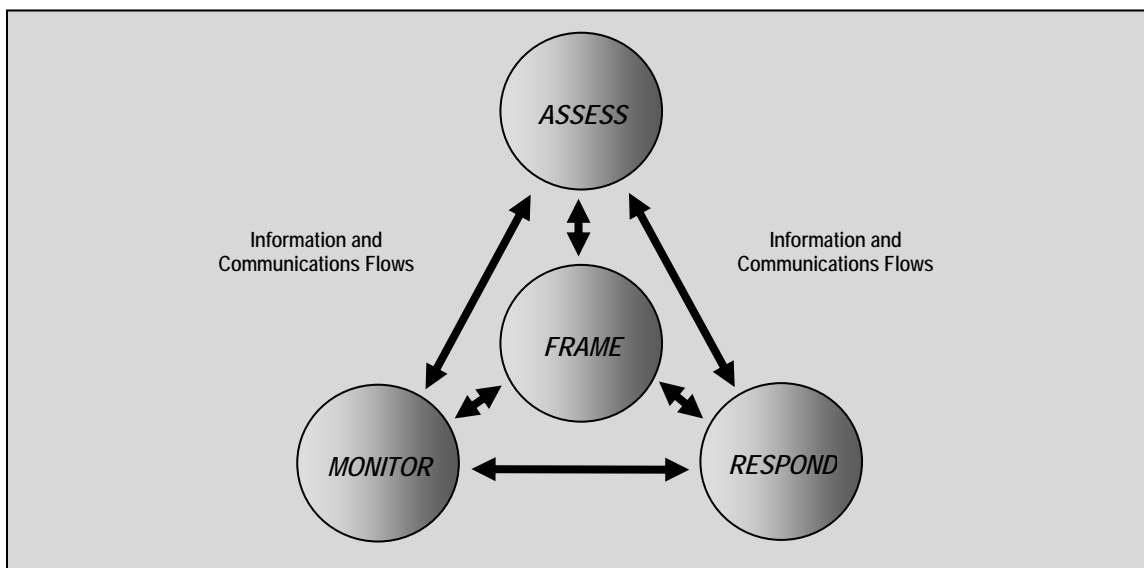 ASSESS
Information and
Communications Flows
Information and
Communications Flows
FRAME
MONITOR
RESPOND